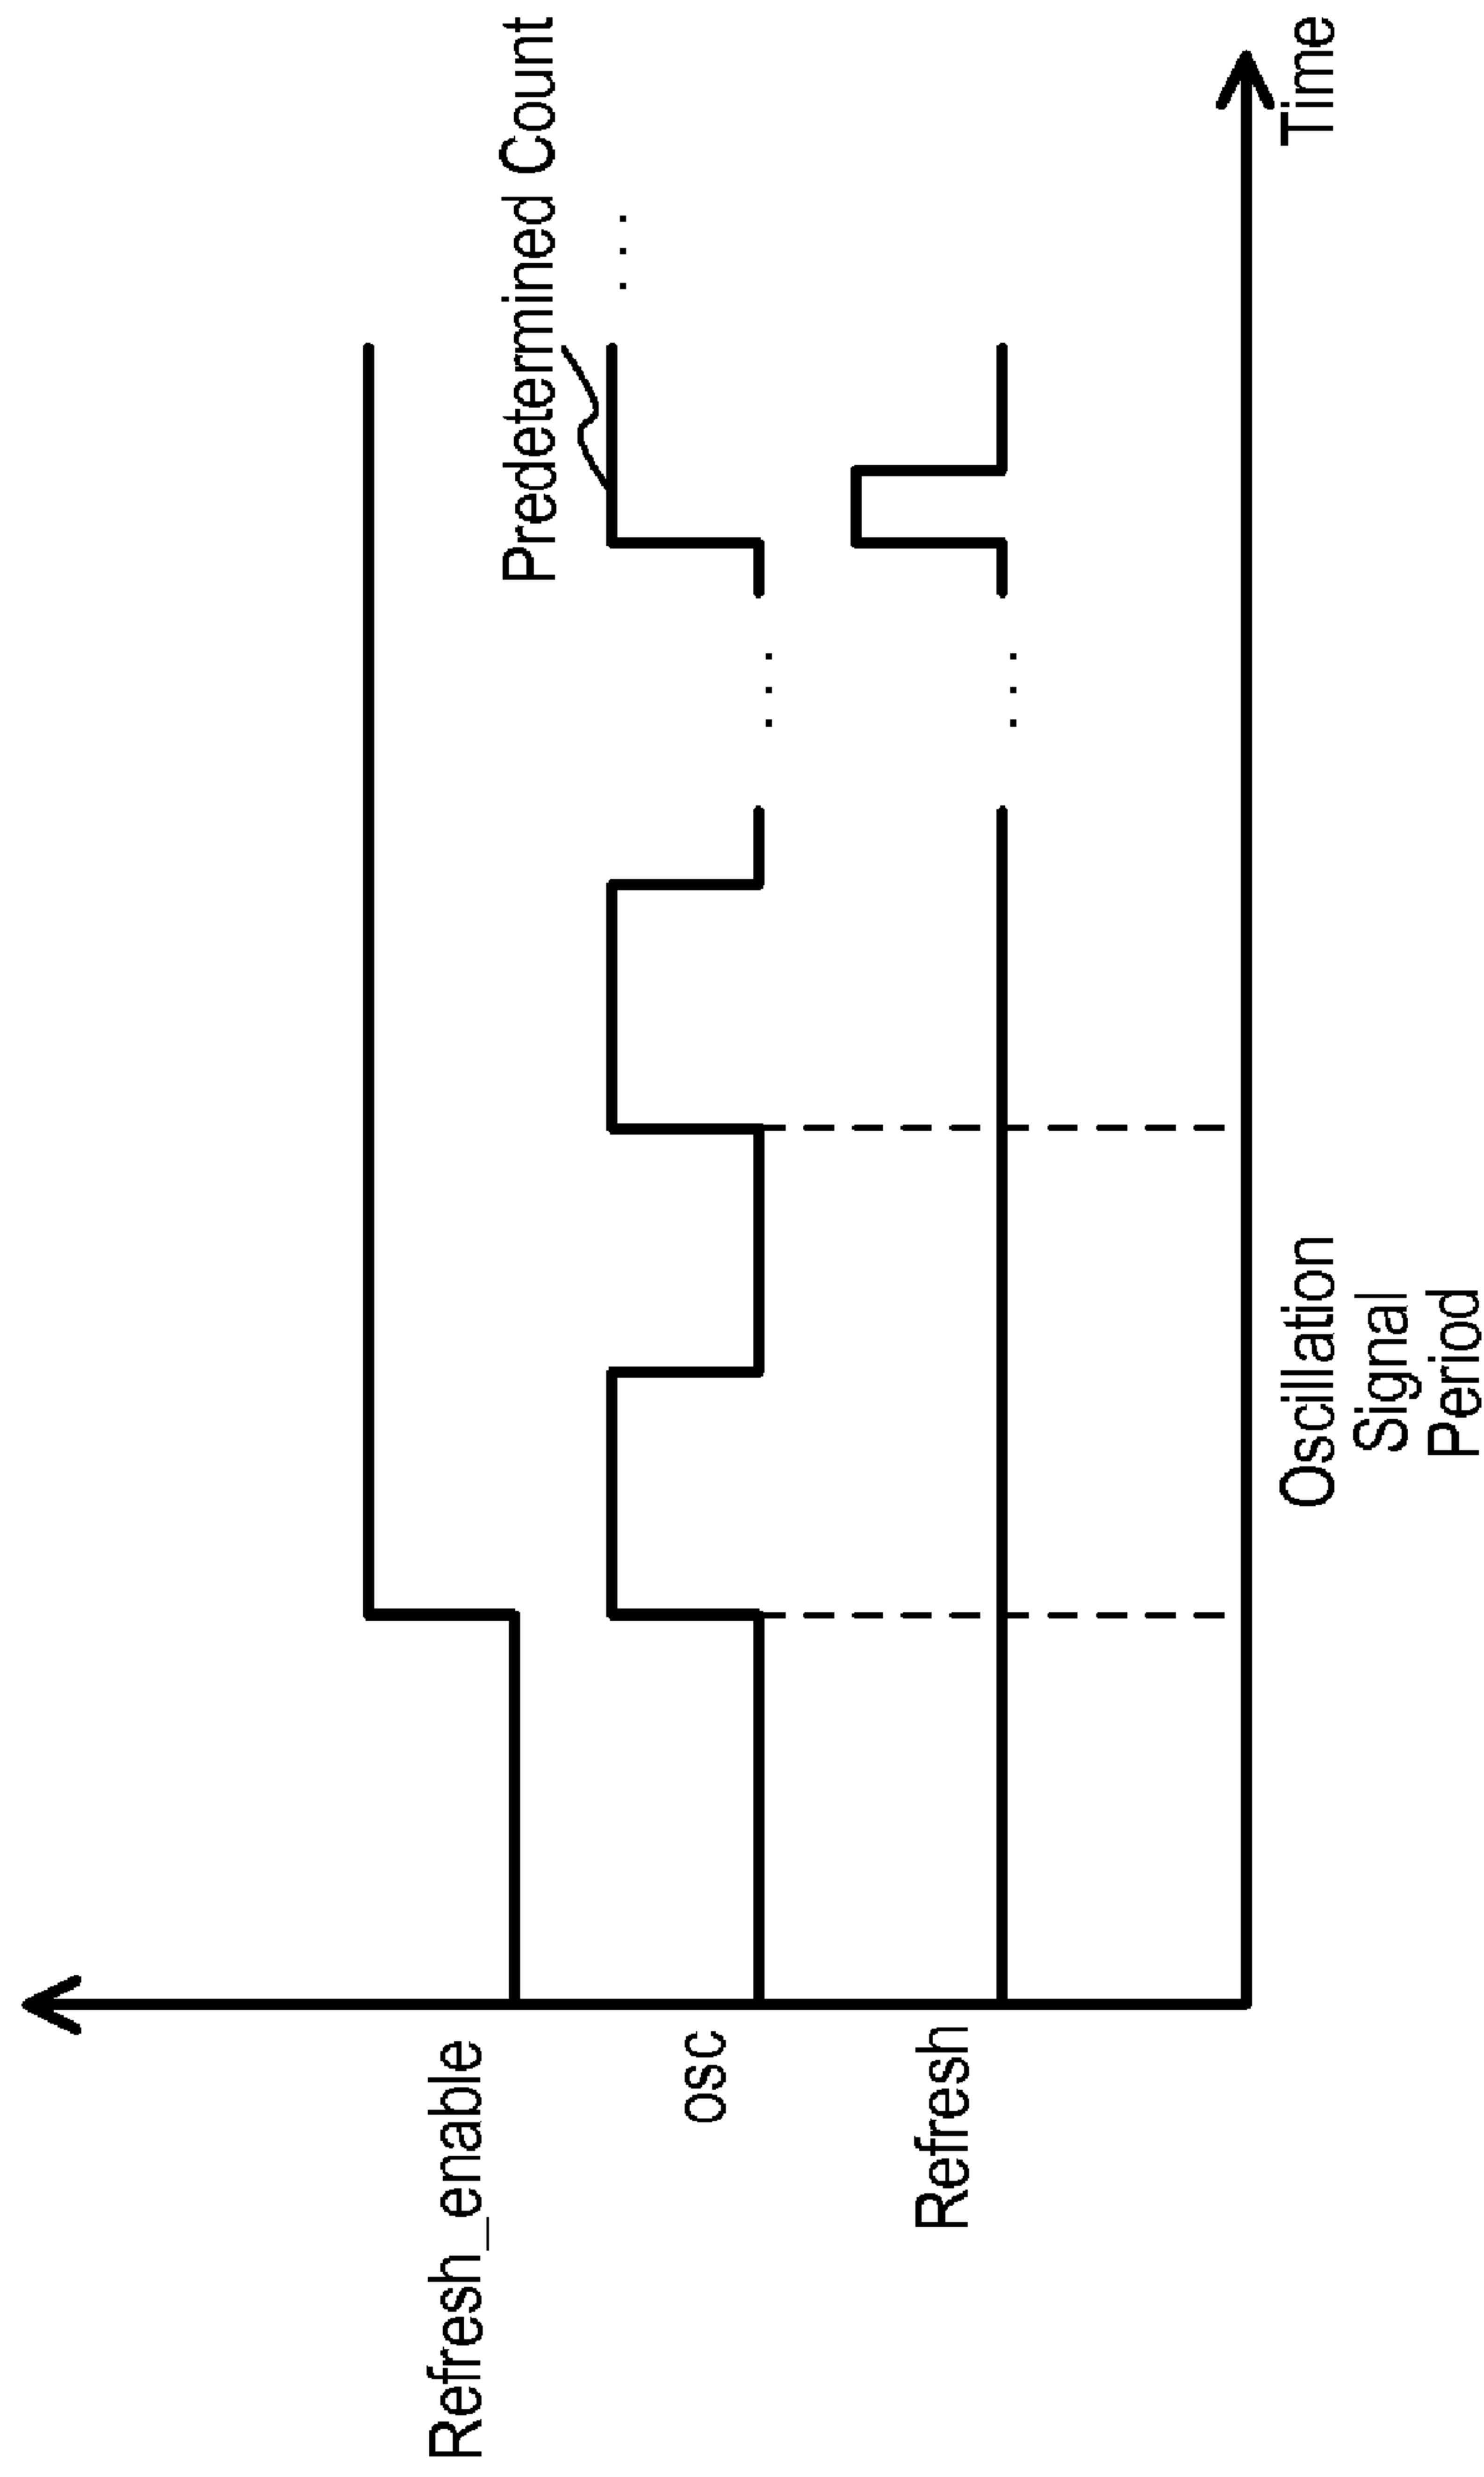 Predetermined Count
. . .
Refresh_enable
osc
. . .
Refresh
. . .
Oscillation
Signal
Period
Time